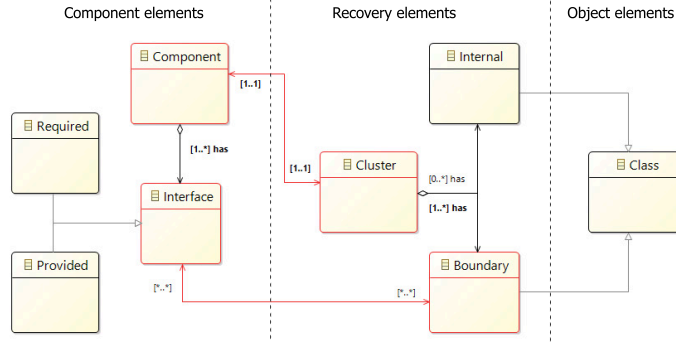 Component elements
Recovery elements
Object elements
Component
Internal
[1..1]
Required
[1..*] has
[1..1]
Cluster
[0..*] has
Class
Interface
[1..*] has
Provided
Boundary
[*..*]
[*..*]